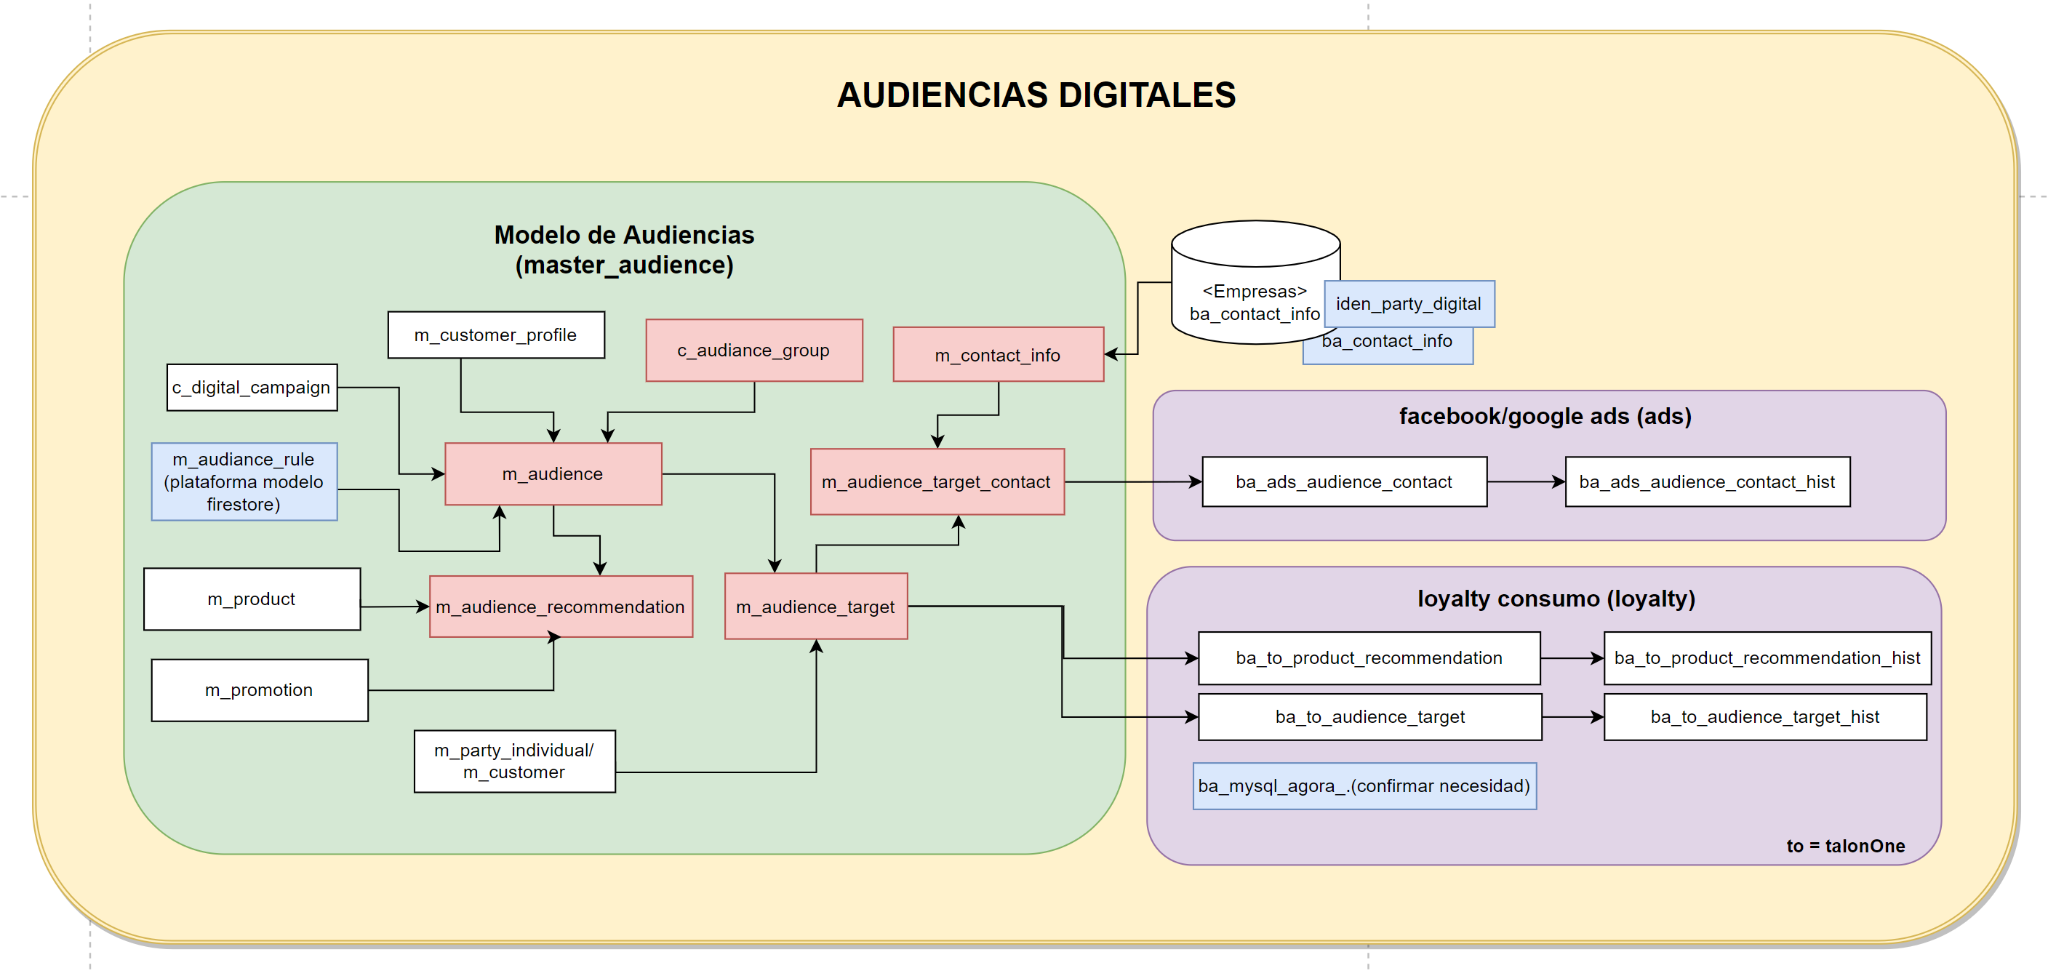 AUDIENCIAS DIGITALES
Modelo de Audiencias
(master_audience)
m_customer_profile
c_audiance_group
m_contact_info
c_digital_campaign
m_audiance_rule
(plataforma modelo
firestore)
m_audience
m_audience_target_contact
m_product
m_audience_recommendation
m_audience_target
m_promotion
m_party_individual/
m_customer
<Empresas>
ba_contact_info
iden_party_digital
ba_contact_info
facebook/google ads (ads)
ba_ads_audience_contact
ba_ads_audience_contact_hist
loyalty consumo (loyalty)
ba_to_product_recommendation
ba_to_product_recommendation_hist
ba_to_audience_target
ba_to_audience_target_hist
ba_mysql_agora_.(confirmar necesidad)
to = talonOne